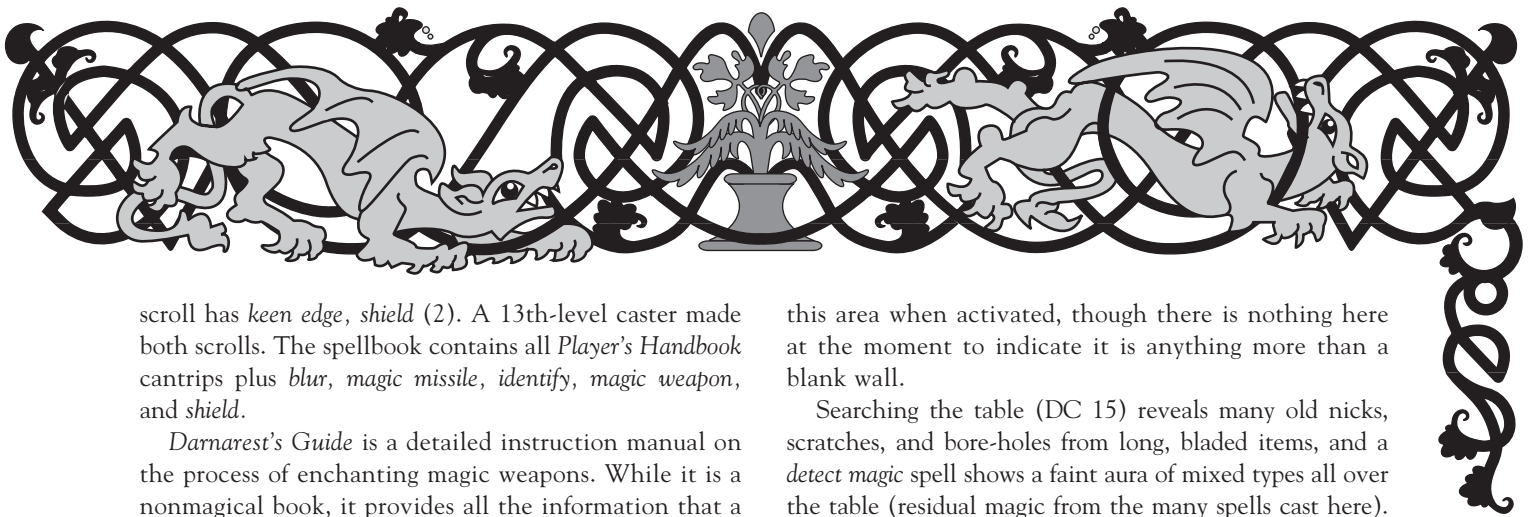 scroll has keen edge, shield (2). A 13th-level caster made
both scrolls. The spellbook contains all Player's Handbook
cantrips plus blur, magic missile, identify, magic weapon,
and shield.
Darnarest's Guide is a detailed instruction manual on
the process of enchanting magic weapons. While it is a
nonmagical book, it provides all the information that a
this area when activated, though there is nothing here
at the moment to indicate it is anything more than a
blank wall.
Searching the table (DC 15) reveals many old nicks,
scratches, and bore-holes from long, bladed items, and a
detect magic spell shows a faint aura of mixed types all over
the table (residual magic from the many spells cast here).